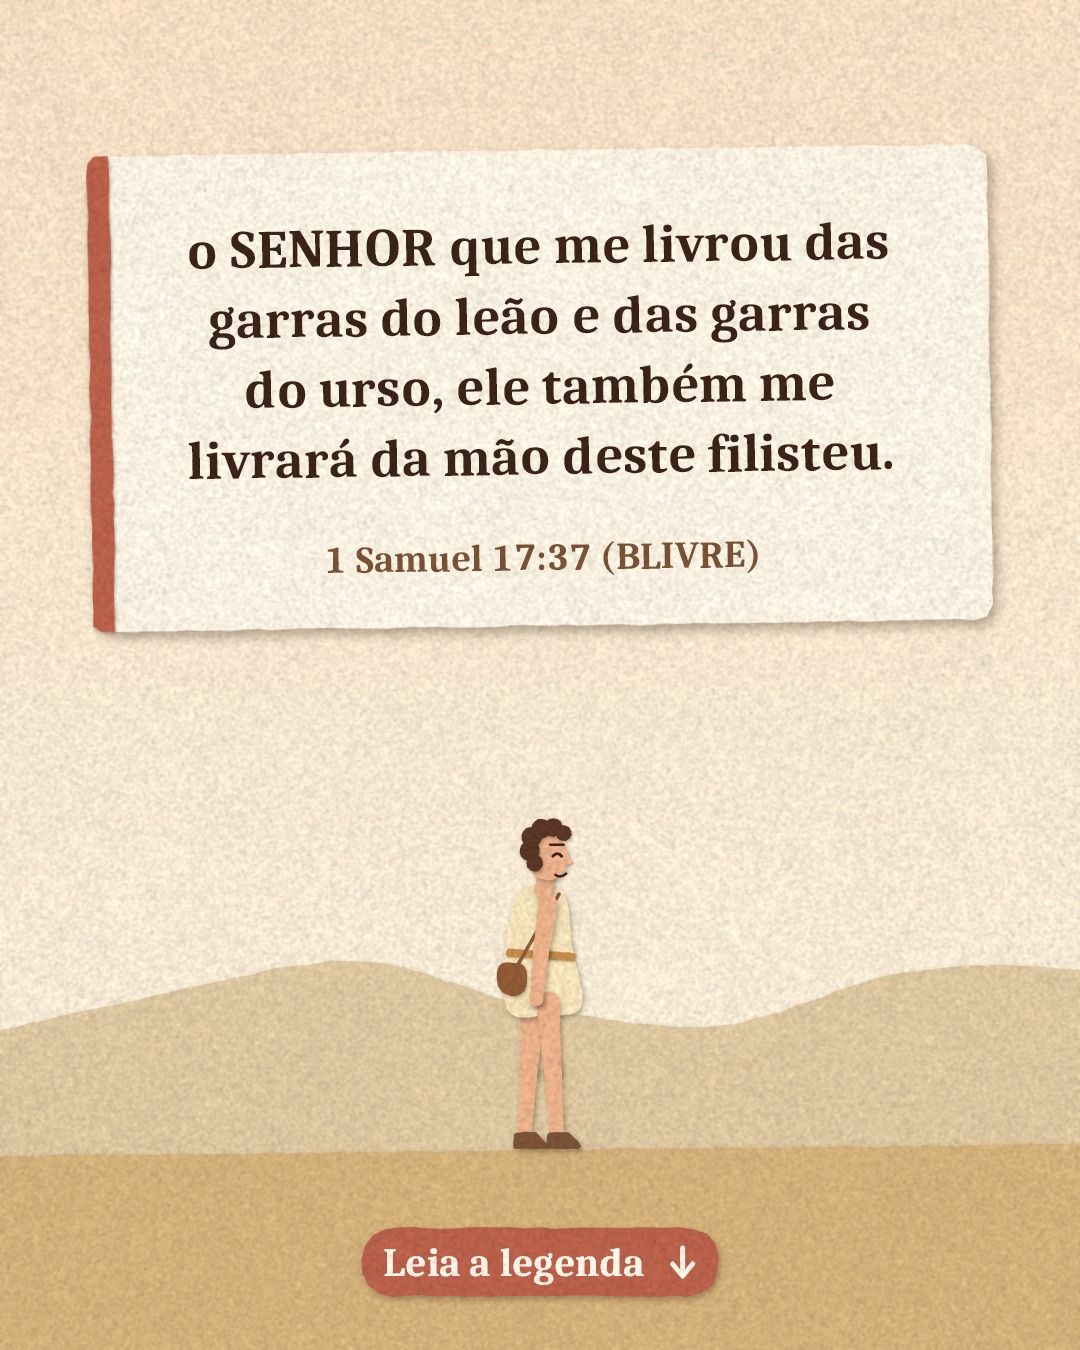 o SENHOR que me livrou das
garras do leão e das garras
do urso, ele também me
livrará da mão deste filisteu.
1 Samuel 17:37 (BLIVRE)
Leia a legenda ↓